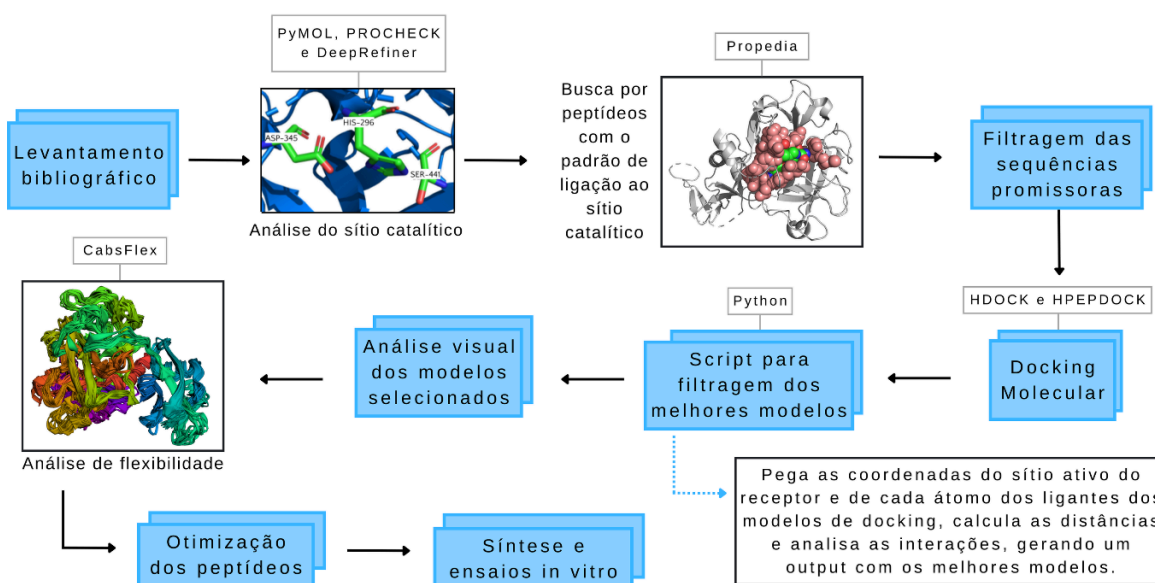 PyMOL, PROCHECK
e DeepRefiner
Propedia
Levantamento
bibliográfico
HIS-296
ASP-345
SER-441
Análise do sítio catalítico
Busca por
peptídeos
com o
padrão de
ligação ao
sítio
catalítico
Filtragem das
sequências
promissoras
HDOCK e HPEPDOCK
Docking
Molecular
Python
Script para
filtragem dos
melhores modelos
Pega as coordenadas do sítio ativo do
receptor e de cada átomo dos ligantes dos
modelos de docking, calcula as distâncias
e analisa as interações, gerando um
output com os melhores modelos.
Análise visual
dos modelos
selecionados
CabsFlex
Análise de flexibilidade
Otimização
dos peptídeos
Síntese e
ensaios in vitro